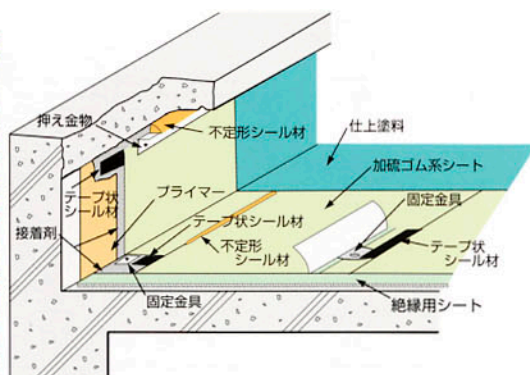 押え金物
不定形シール材
仕上塗料
加硫ゴム系シート
テープ状
シール材
プライマー
固定金具
接着剤
テープ状シール材
不定形
シール材
テープ状
シール材
固定金具
絶縁用シート